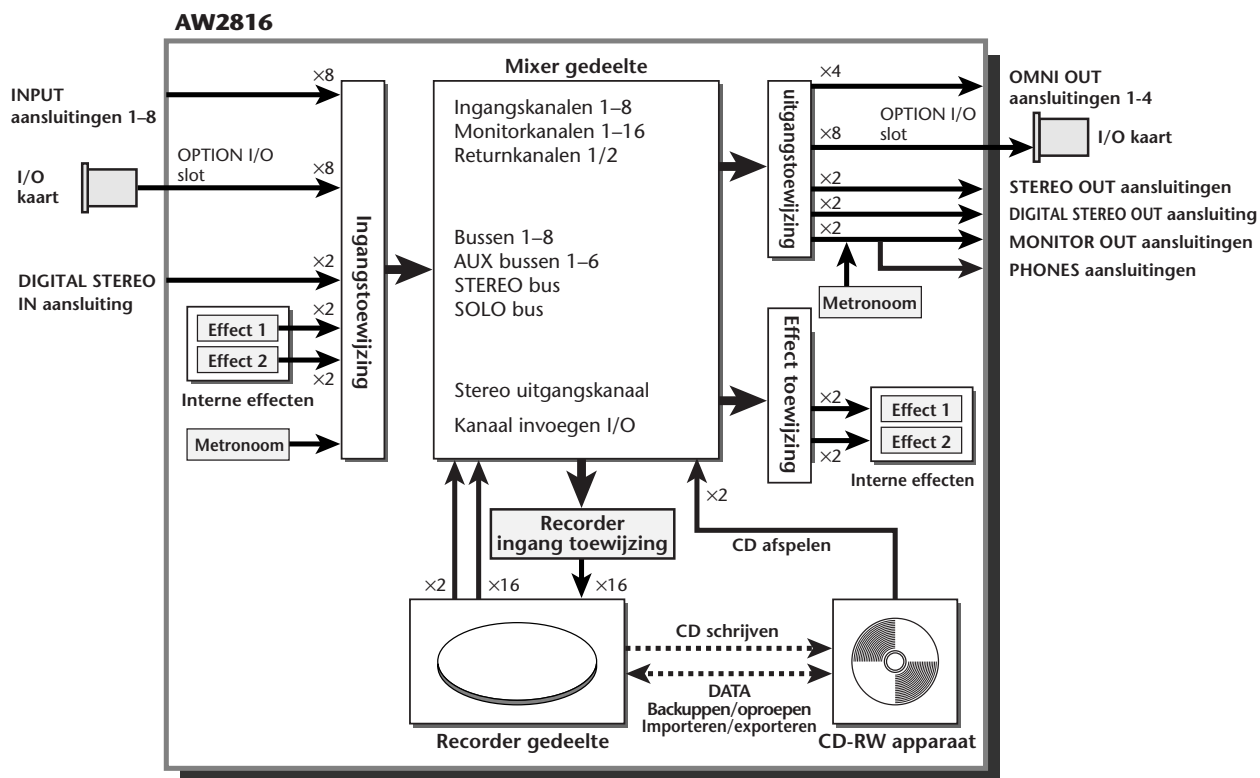 AW2816
INPUT
aansluitingen 1–8
×8
I/O
kaart
OPTION I/O
slot
×8
DIGITAL STEREO
IN aansluiting
×2
Effect 1
×2
Effect 2
×2
Interne effecten
Metronoom
Ingangstoewijzing
Mixer gedeelte
Ingangskanalen 1–8
Monitorkanalen 1–16
Returnkanalen 1/2
Bussen 1–8
AUX bussen 1–6
STEREO bus
SOLO bus
Stereo uitgangskanaal
Kanaal invoegen I/O
uitgangstoewijzing
×4
OMNI OUT
aansluitingen 1-4
×8
OPTION I/O
slot
I/O kaart
×2
STEREO OUT aansluitingen
×2
DIGITAL STEREO OUT aansluiting
×2
MONITOR OUT aansluitingen
PHONES aansluitingen
Metronoom
Effect toewijzing
×2
Effect 1
Effect 2
×2
Interne effecten
Recorder
ingang toewijzing
×2
×16
×16
×2
CD afspelen
CD schrijven
DATA
Backuppen/oproepen
Importeren/exporteren
Recorder gedeelte
CD-RW apparaat